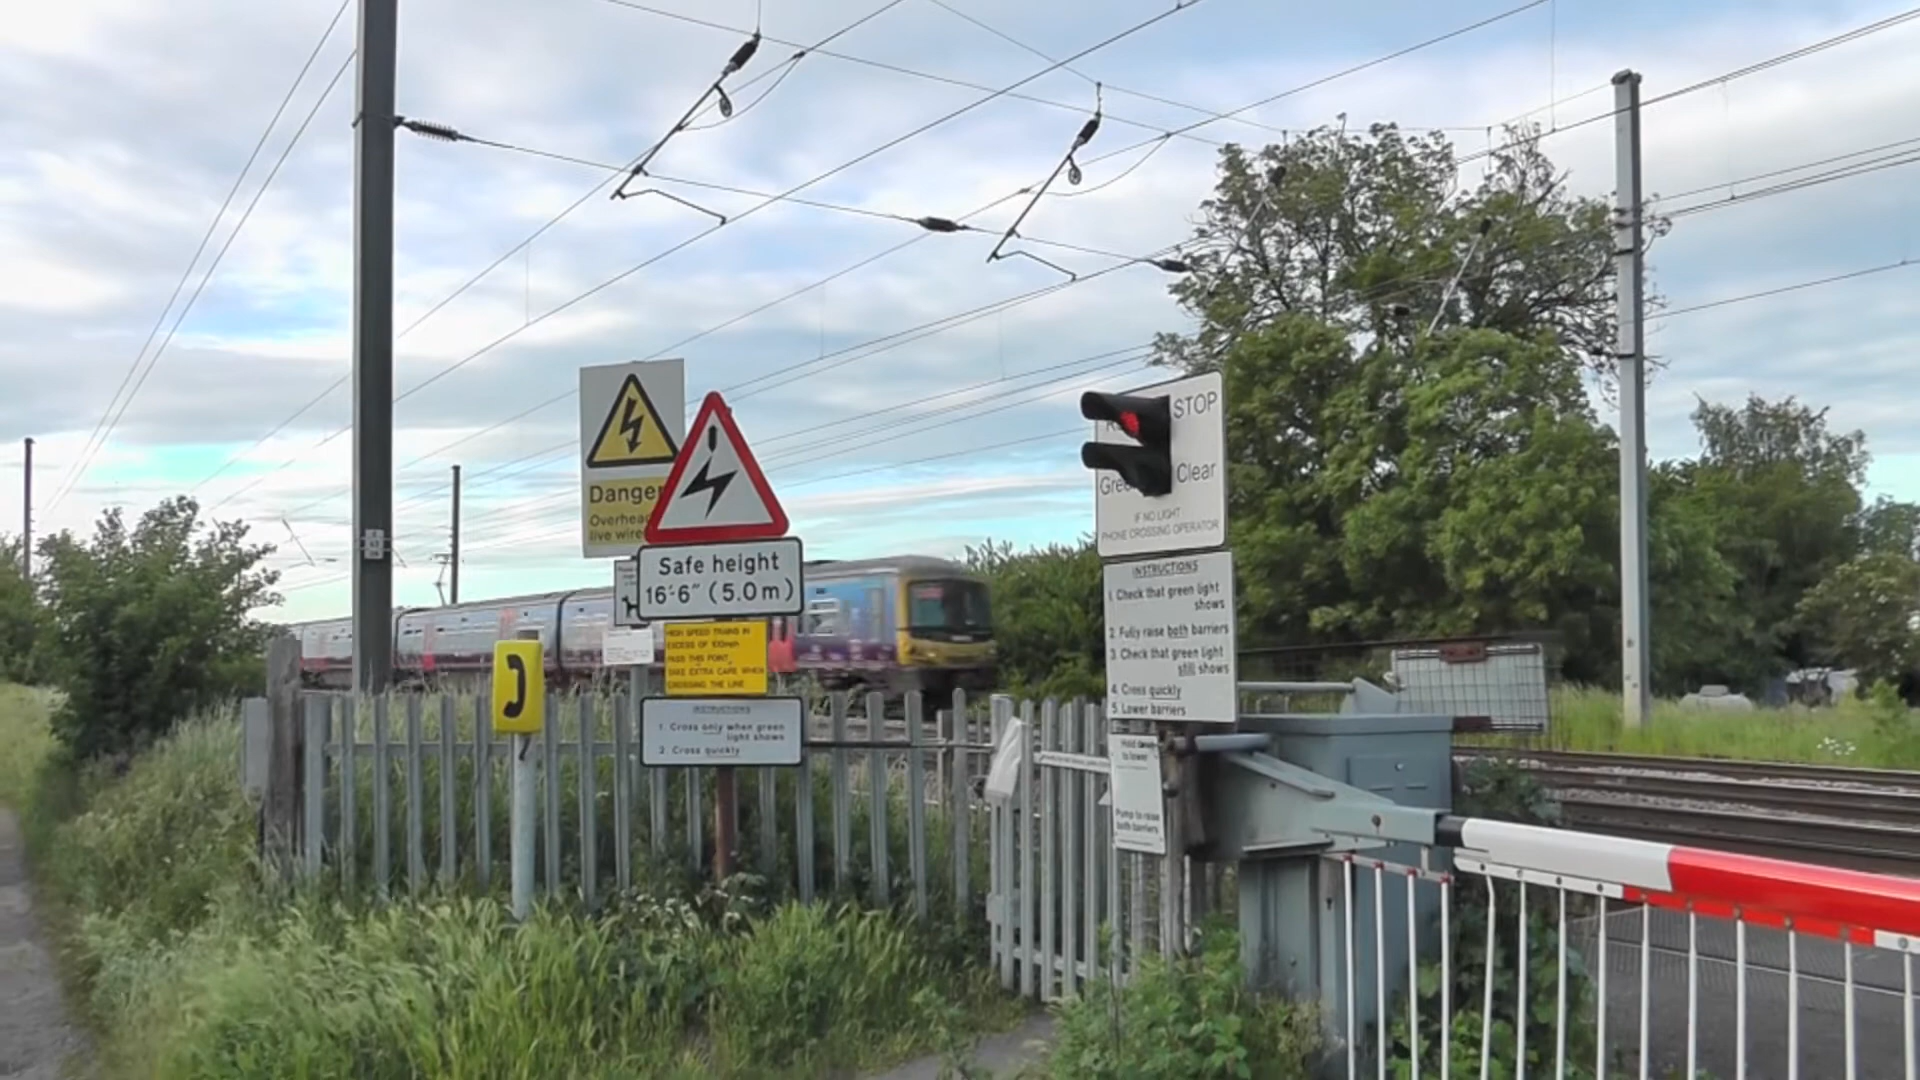 Danger
Overhead
live wire
Safe height
16'-6" (5.0m)
HIGH SPEED TRAINS IN
EXCESS OF 100MPH
PASS THIS POINT,
TAKE EXTRA CARE WHEN
CROSSING THE LINE
INSTRUCTIONS
1. Cross only when green
light shows
2. Cross quickly
STOP
Green
Clear
IF NO LIGHT
PHONE CROSSING OPERATOR
INSTRUCTIONS
1. Check that green light
shows
2. Fully raise both barriers
3. Check that green light
still shows
4. Cross quickly
5. Lower barriers
Hold down
to lower
Pump to raise
both barriers